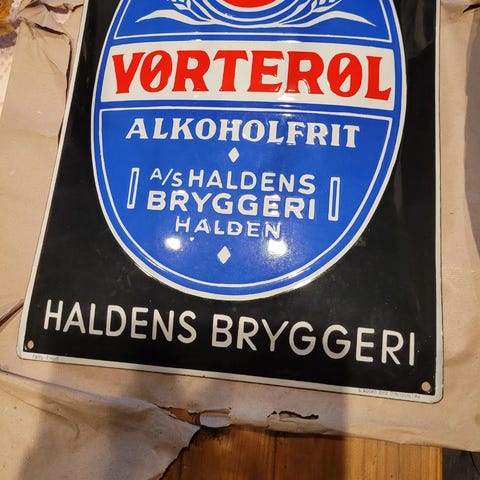 VØRTERØL
ALKOHOLFRIT
A/S HALDENS
BRYGGERI
HALDEN
HALDENS BRYGGERI